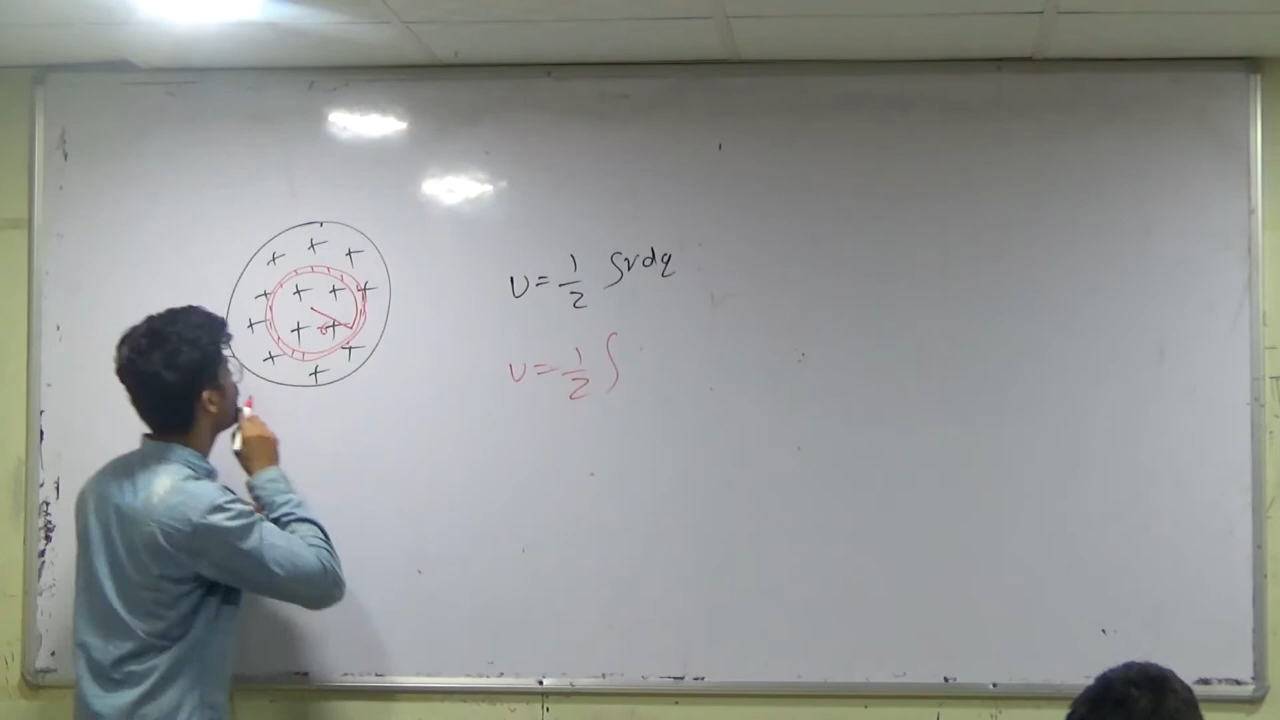 U = 1/2 ∫vdq
U = 1/2 ∫